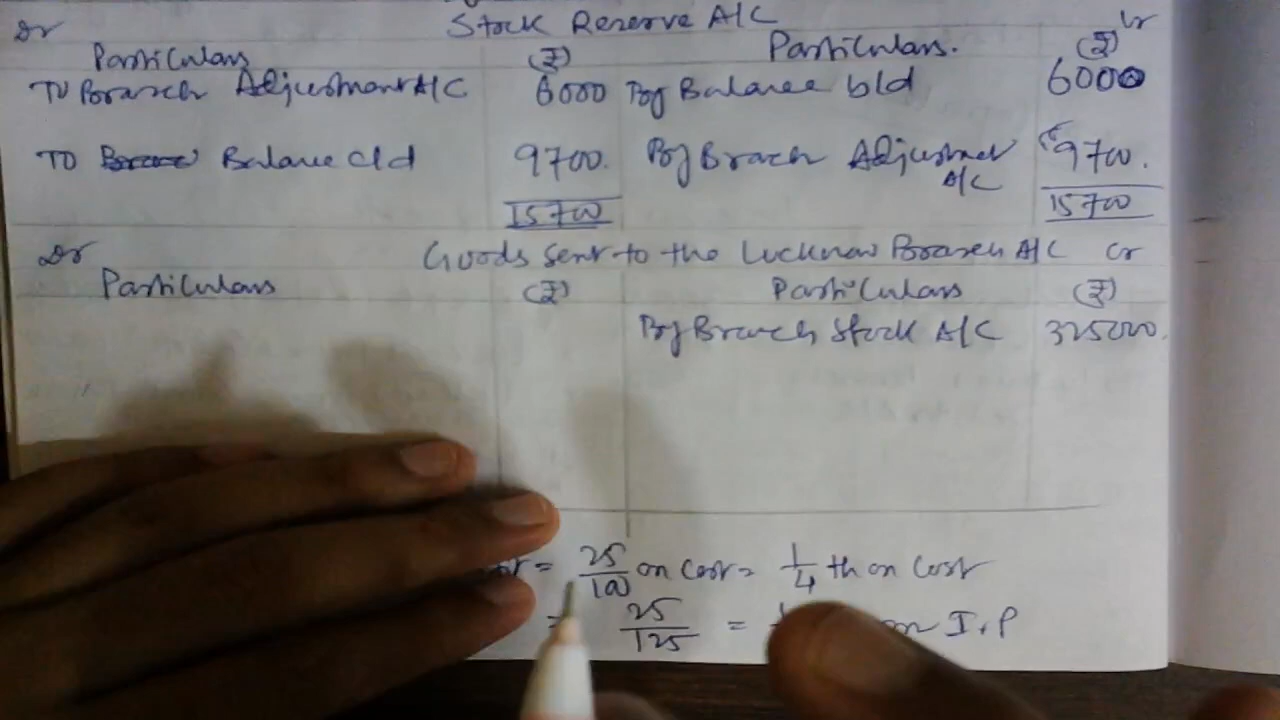 Dr Stock Reserve A/C Cr
Particulars (₹) Particulars. (₹)
To Branch Adjustment A/C 6000 By Balance b/d 6000
To Balance c/d 9700. By Brach Adjustmet A/C 9700.
15700 15700
Dr Goods Sent to the Lucknow Branch A/C Cr
Particulars (₹) Particulars (₹)
By Branch Stock A/C 325000.
= 25/100 on Cost = 1/4 th on Cost
= 25/125 = on I.P